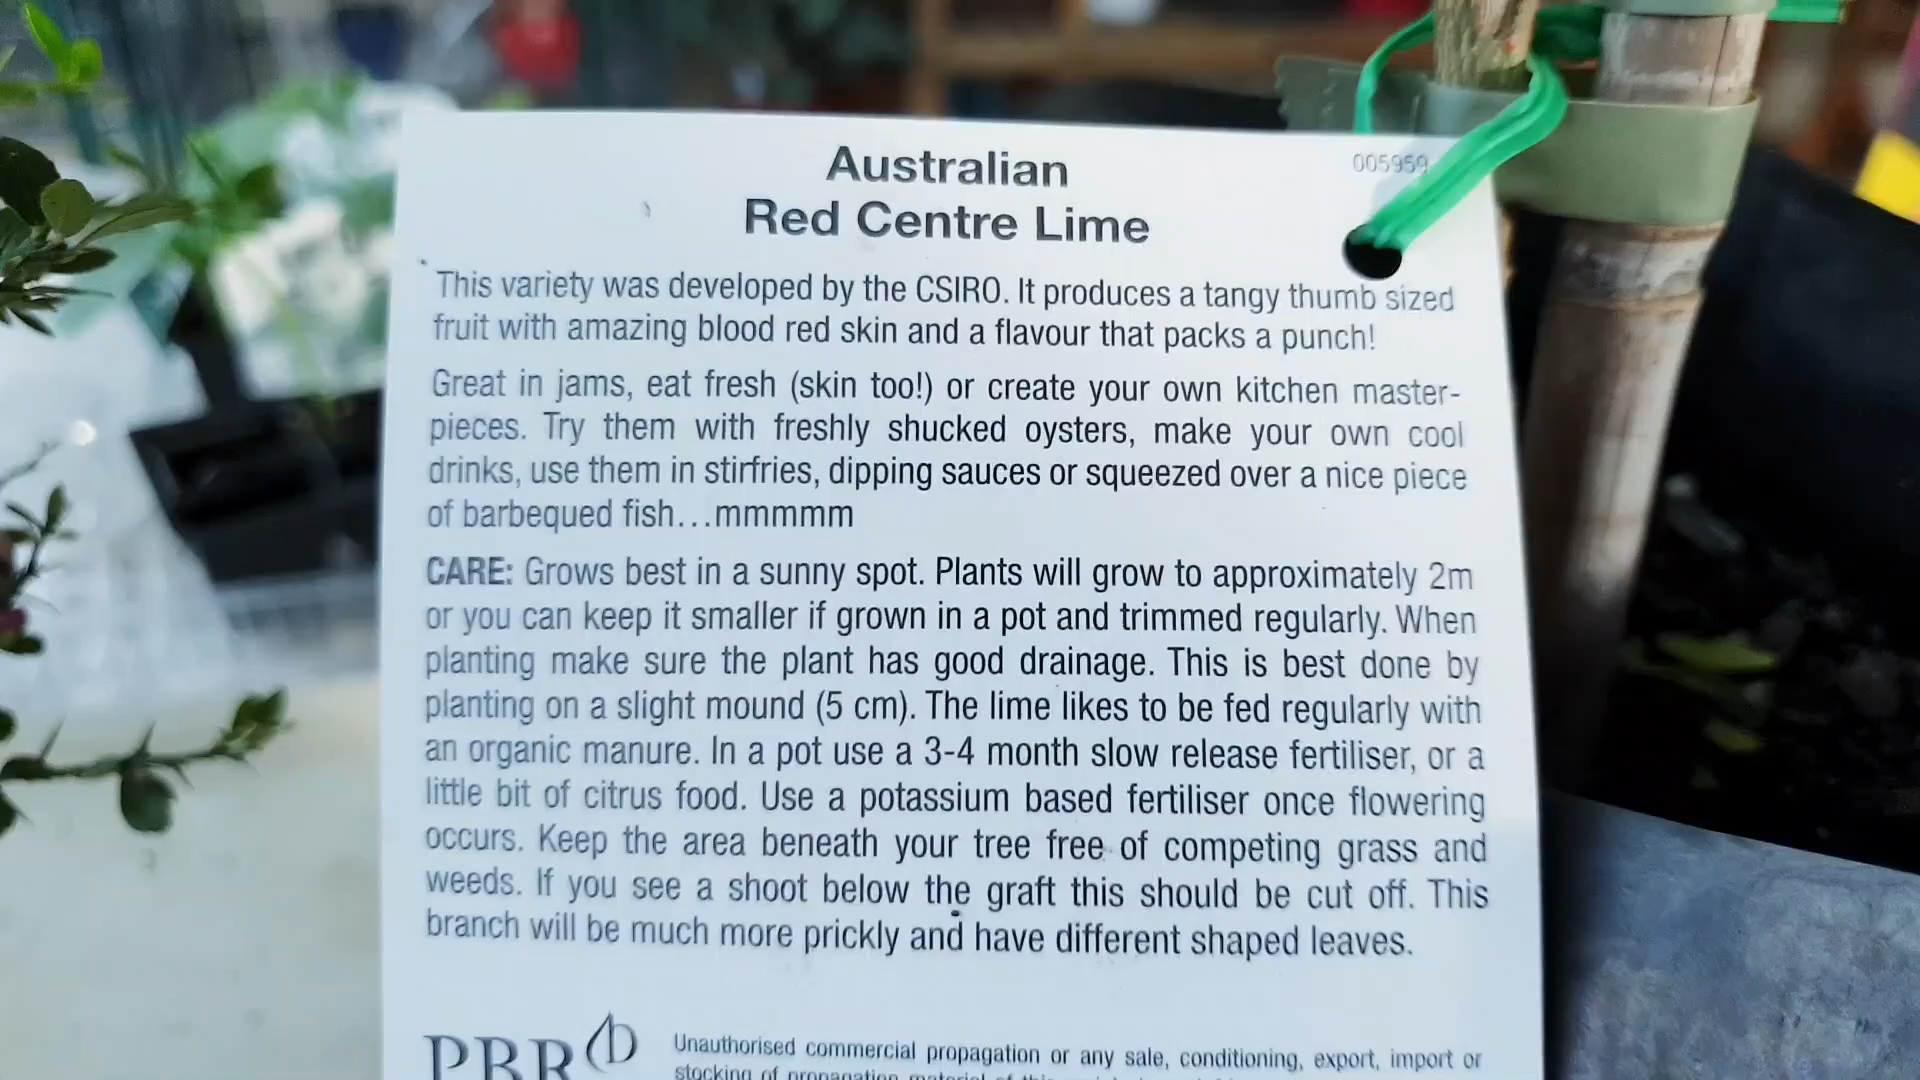 Australian
005959
Red Centre Lime
This variety was developed by the CSIRO. It produces a tangy thumb sized
fruit with amazing blood red skin and a flavour that packs a punch!
Great in jams, eat fresh (skin too!) or create your own kitchen master-
pieces. Try them with freshly shucked oysters, make your own cool
drinks, use them in stirfries, dipping sauces or squeezed over a nice piece
of barbequed fish...mmmmm
CARE: Grows best in a sunny spot. Plants will grow to approximately 2m
or you can keep it smaller if grown in a pot and trimmed regularly. When
planting make sure the plant has good drainage. This is best done by
planting on a slight mound (5 cm). The lime likes to be fed regularly with
an organic manure. In a pot use a 3-4 month slow release fertiliser, or a
little bit of citrus food. Use a potassium based fertiliser once flowering
occurs. Keep the area beneath your tree free of competing grass and
weeds. If you see a shoot below the graft this should be cut off. This
branch will be much more prickly and have different shaped leaves.
PBR
Unauthorised commercial propagation or any sale, conditioning, export, import or
stocking of propagation material of this